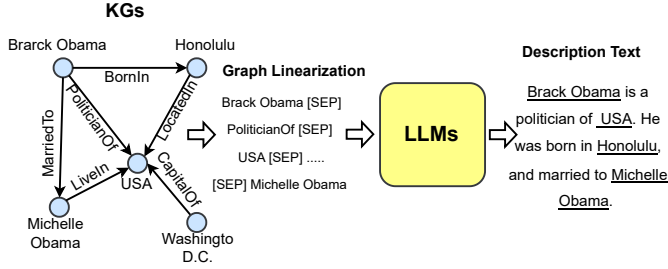 KGs
Brarck Obama
Honolulu
BornIn
MarriedTo
PoliticianOf
LocatedIn
LiveIn
USA
CapitalOf
Michelle
Obama
Washingto
D.C.
Graph Linearization
Brack Obama [SEP]
PoliticianOf [SEP]
USA [SEP] .....
[SEP] Michelle Obama
LLMs
Description Text
Brack Obama is a
politician of USA. He
was born in Honolulu,
and married to Michelle
Obama.